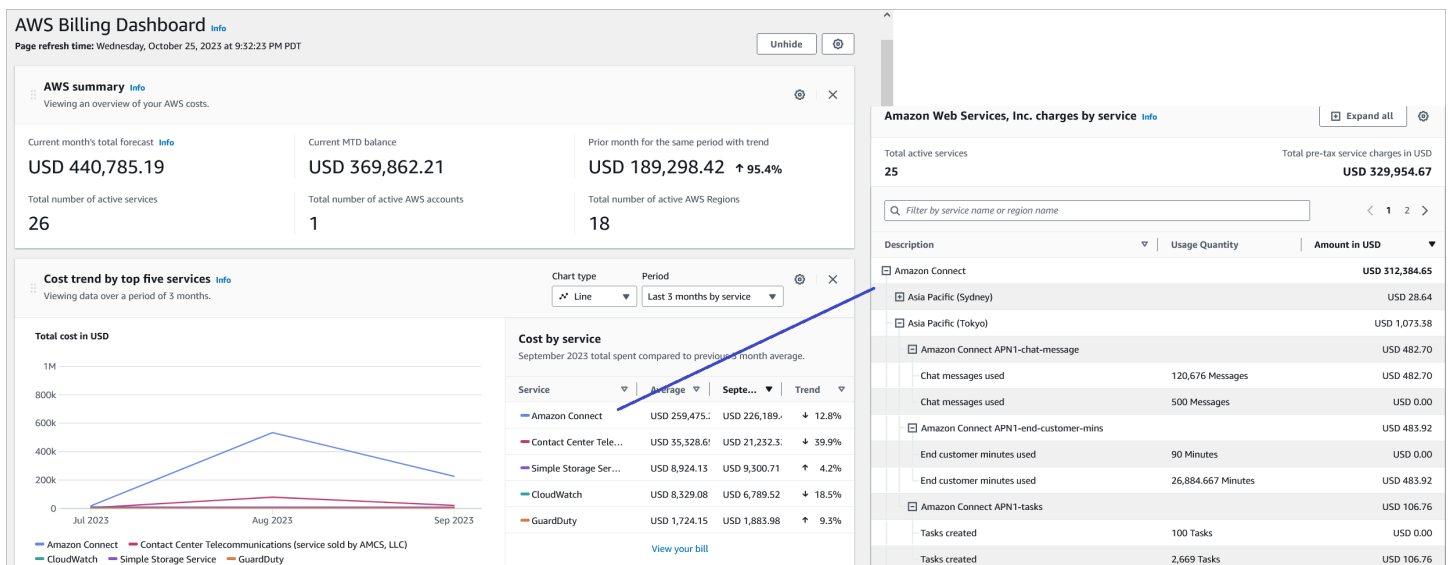 AWS Billing Dashboard Info
Page refresh time: Wednesday, October 25, 2023 at 9:32:23 PM PDT
Unhide
AWS summary Info
Viewing an overview of your AWS costs.
Current month's total forecast Info
USD 440,785.19
Current MTD balance
USD 369,862.21
Prior month for the same period with trend
USD 189,298.42 ↑ 95.4%
Total number of active services
26
Total number of active AWS accounts
1
Total number of active AWS Regions
18
Cost trend by top five services Info
Viewing data over a period of 3 months.
Chart type
Line
Period
Last 3 months by service
Total cost in USD
1M
800k
600k
400k
200k
0
Jul 2023 Aug 2023 Sep 2023
Amazon Connect Contact Center Telecommunications (service sold by AMCS, LLC)
CloudWatch Simple Storage Service GuardDuty
Cost by service
September 2023 total spent compared to previous 3 month average.
Service Average Septe... Trend
Amazon Connect USD 259,475. USD 226,189. ↓ 12.8%
Contact Center Tele... USD 35,328.6 USD 21,232.3 ↓ 39.9%
Simple Storage Ser... USD 8,924.13 USD 9,300.71 ↑ 4.2%
CloudWatch USD 8,329.08 USD 6,789.52 ↓ 18.5%
GuardDuty USD 1,724.15 USD 1,883.98 ↑ 9.3%
View your bill
Amazon Web Services, Inc. charges by service Info
Expand all
Total active services
25
Total pre-tax service charges in USD
USD 329,954.67
Filter by service name or region name
1 2
Description Usage Quantity Amount in USD
Amazon Connect USD 312,384.65
Asia Pacific (Sydney) USD 28.64
Asia Pacific (Tokyo) USD 1,073.38
Amazon Connect APN1-chat-message USD 482.70
Chat messages used 120,676 Messages USD 482.70
Chat messages used 500 Messages USD 0.00
Amazon Connect APN1-end-customer-mins USD 483.92
End customer minutes used 90 Minutes USD 0.00
End customer minutes used 26,884.667 Minutes USD 483.92
Amazon Connect APN1-tasks USD 106.76
Tasks created 100 Tasks USD 0.00
Tasks created 2,669 Tasks USD 106.76